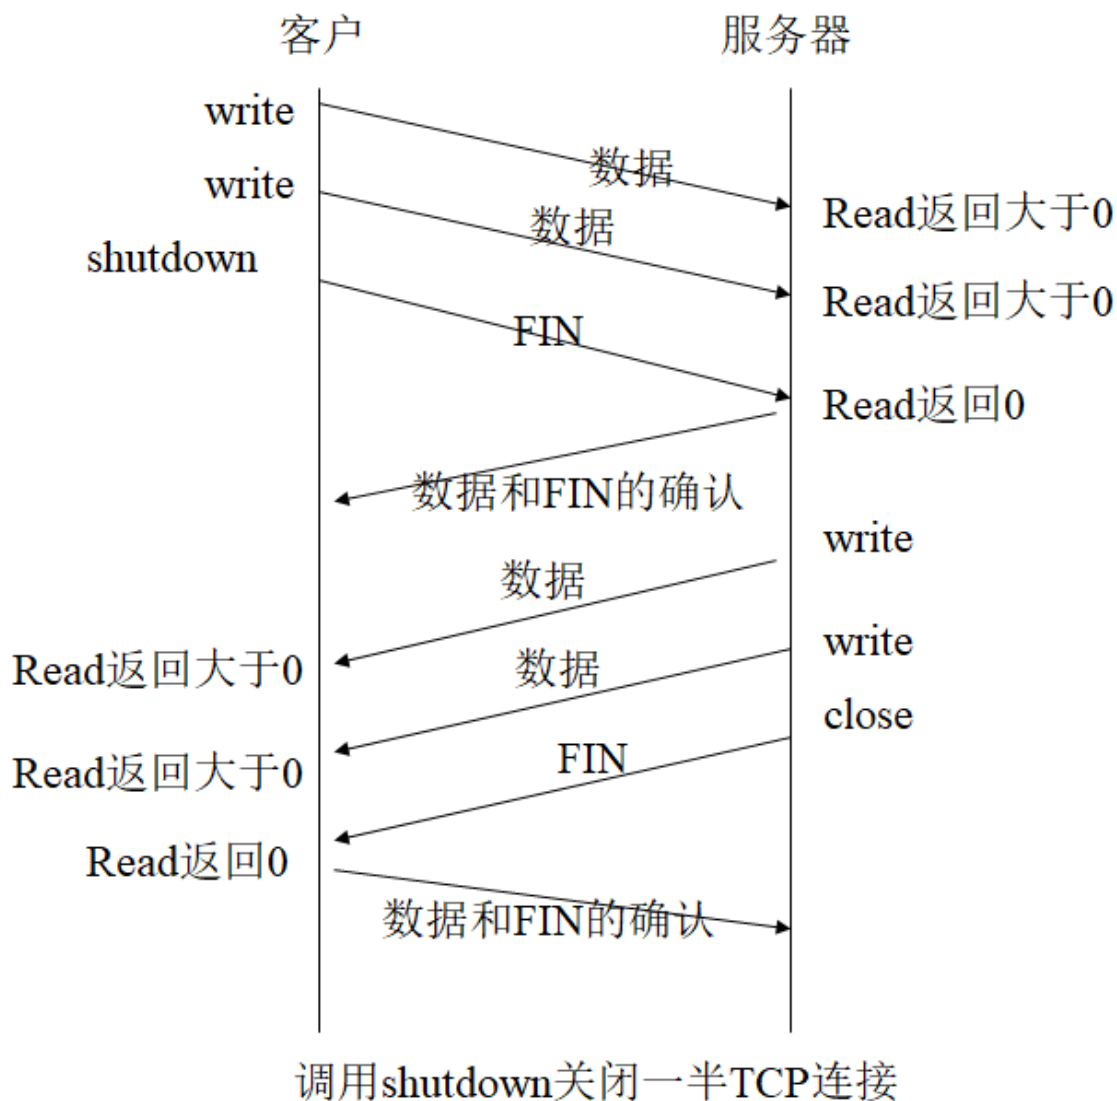 客户
服务器
write
数据
write
Read返回大于0
数据
shutdown
Read返回大于0
FIN
Read返回0
数据和FIN的确认
write
数据
write
Read返回大于0
数据
close
FIN
Read返回大于0
Read返回0
数据和FIN的确认
调用shutdown关闭一半TCP连接